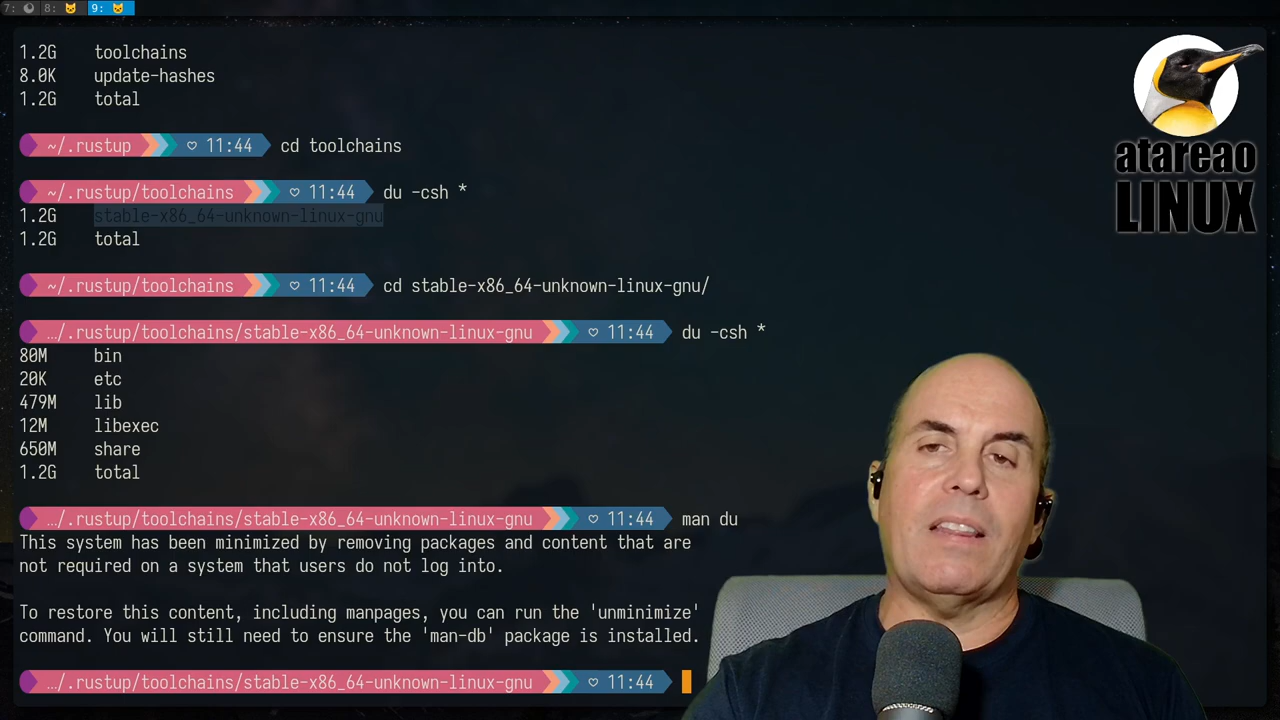 7: 8: 9:
1.2G toolchains
8.0K update-hashes
1.2G total
~/.rustup ♡ 11:44 cd toolchains
~/.rustup/toolchains ♡ 11:44 du -csh *
1.2G stable-x86_64-unknown-linux-gnu
1.2G total
~/.rustup/toolchains ♡ 11:44 cd stable-x86_64-unknown-linux-gnu/
…/.rustup/toolchains/stable-x86_64-unknown-linux-gnu ♡ 11:44 du -csh *
80M bin
20K etc
479M lib
12M libexec
650M share
1.2G total
…/.rustup/toolchains/stable-x86_64-unknown-linux-gnu ♡ 11:44 man du
This system has been minimized by removing packages and content that are
not required on a system that users do not log into.
To restore this content, including manpages, you can run the 'unminimize'
command. You will still need to ensure the 'man-db' package is installed.
…/.rustup/toolchains/stable-x86_64-unknown-linux-gnu ♡ 11:44
atareao
LINUX